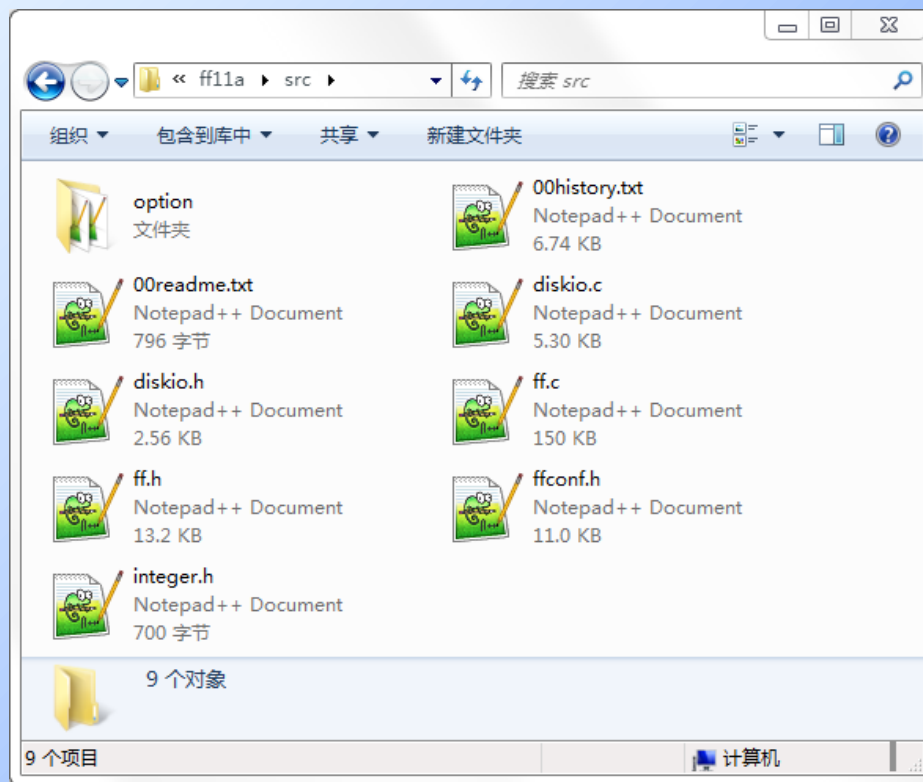 « ff11a src
搜索 src
组织 包含到库中 共享 新建文件夹
option
文件夹
00history.txt
Notepad++ Document
6.74 KB
00readme.txt
Notepad++ Document
796 字节
diskio.c
Notepad++ Document
5.30 KB
diskio.h
Notepad++ Document
2.56 KB
ff.c
Notepad++ Document
150 KB
ff.h
Notepad++ Document
13.2 KB
ffconf.h
Notepad++ Document
11.0 KB
integer.h
Notepad++ Document
700 字节
9 个对象
9 个项目
计算机